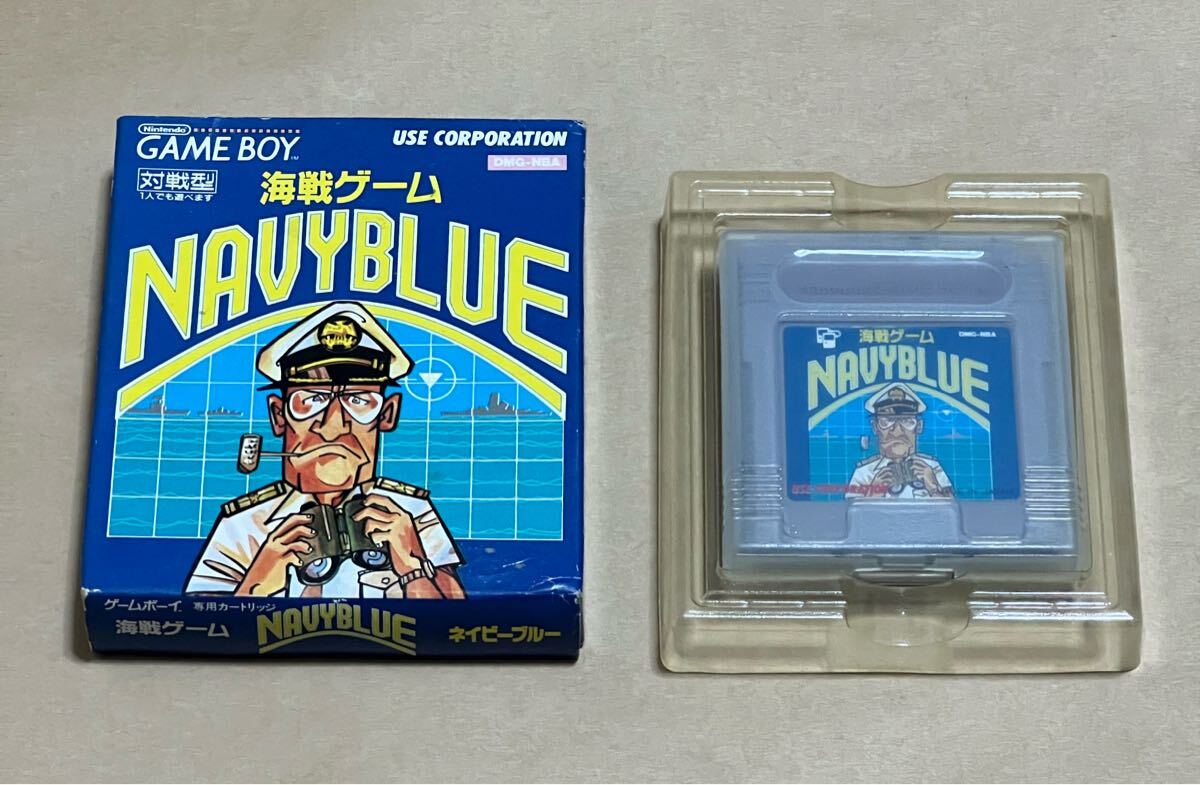 Nintendo
GAME BOY
TM
USE CORPORATION
DMG-NBA
対戦型
1人でも遊べます
海戦ゲーム
NAVYBLUE
ゲームボーイ 専用カートリッジ
海戦ゲーム
NAVYBLUE
ネイビーブルー
海戦ゲーム
DMG-NBA
NAVYBLUE
USE CORPORATION